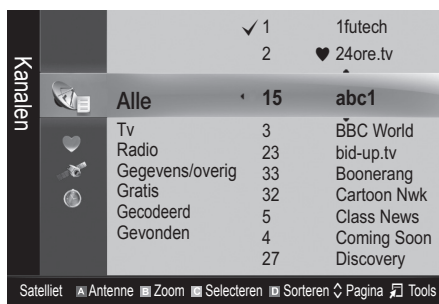 Kanalen
✓ 1 1futech
2 ♥ 24ore.tv
Alle 15 abc1
Tv 3 BBC World
Radio 23 bid-up.tv
Gegevens/overig 33 Boonerang
Gratis 32 Cartoon Nwk
Gecodeerd 5 Class News
Gevonden 4 Coming Soon
27 Discovery
Satelliet A Antenne B Zoom C Selecteren D Sorteren Pagina Tools